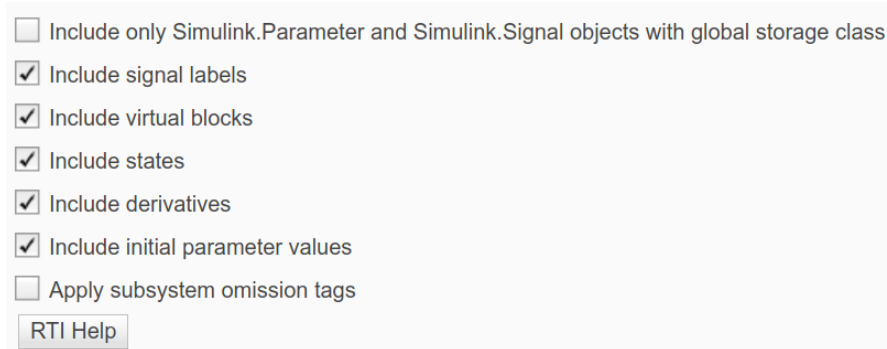 Include only Simulink.Parameter and Simulink.Signal objects with global storage class
Include signal labels
Include virtual blocks
Include states
Include derivatives
Include initial parameter values
Apply subsystem omission tags
RTI Help